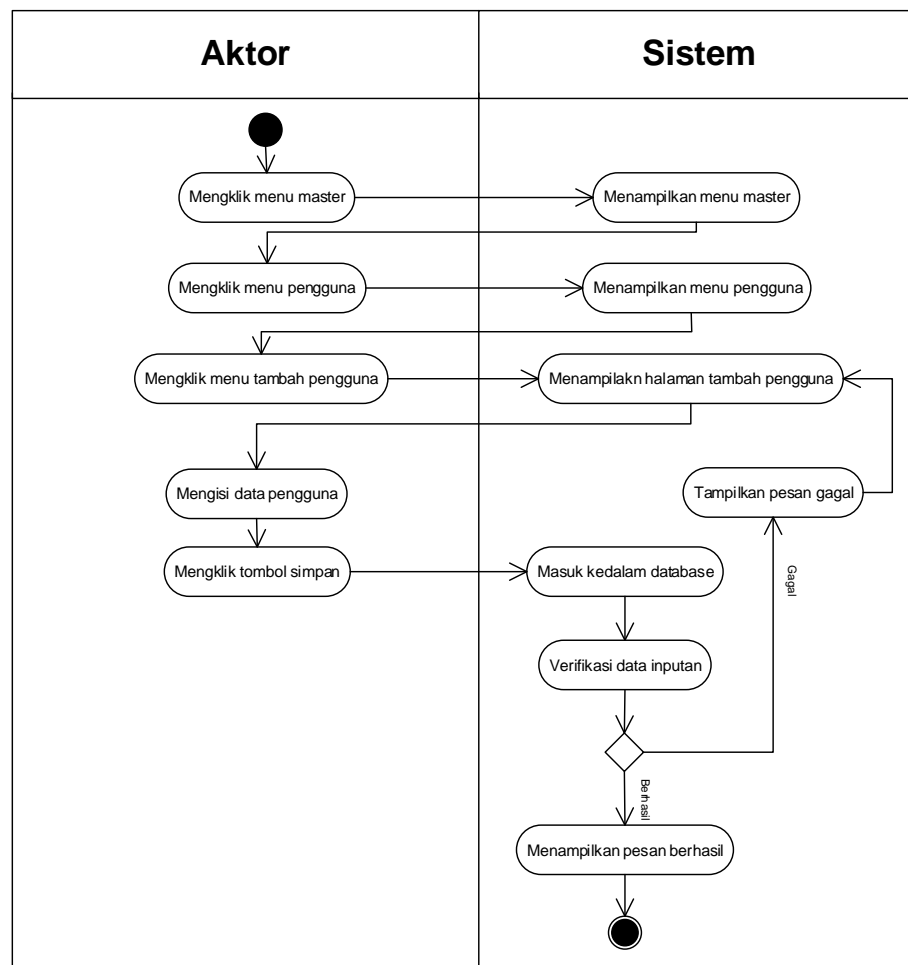 Aktor
Sistem
Mengklik menu master
Menampilkan menu master
Mengklik menu pengguna
Menampilkan menu pengguna
Mengklik menu tambah pengguna
Menampilakn halaman tambah pengguna
Mengisi data pengguna
Tampilkan pesan gagal
Mengklik tombol simpan
Masuk kedalam database
Gagal
Verifikasi data inputan
Berhasil
Menampilkan pesan berhasil